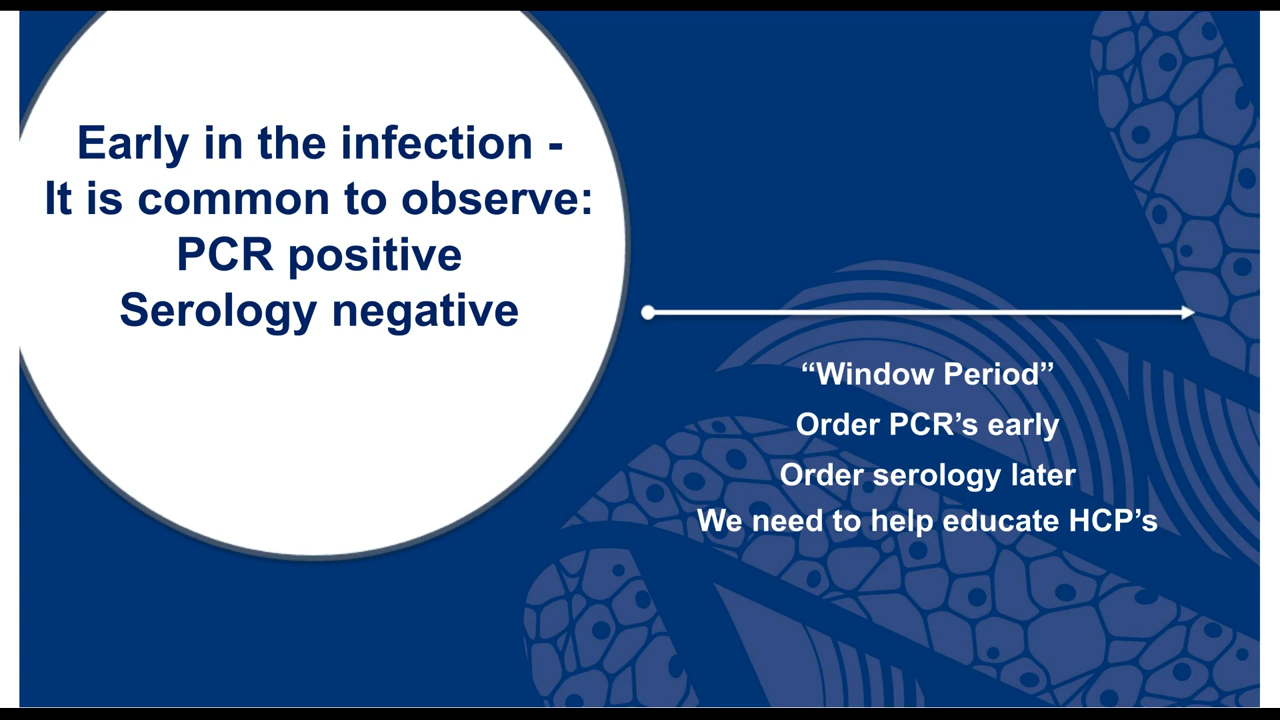 Early in the infection -
It is common to observe:
PCR positive
Serology negative
“Window Period”
Order PCR’s early
Order serology later
We need to help educate HCP’s